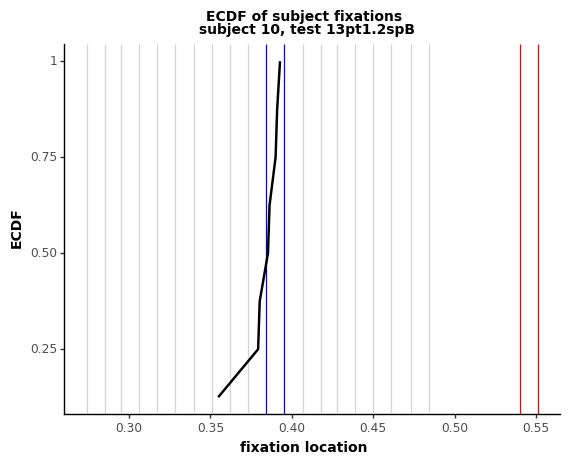 ECDF of subject fixations
subject 10, test 13pt1.2spB
1
0.75
0.50
0.25
ECDF
0.30 0.35 0.40 0.45 0.50 0.55
fixation location